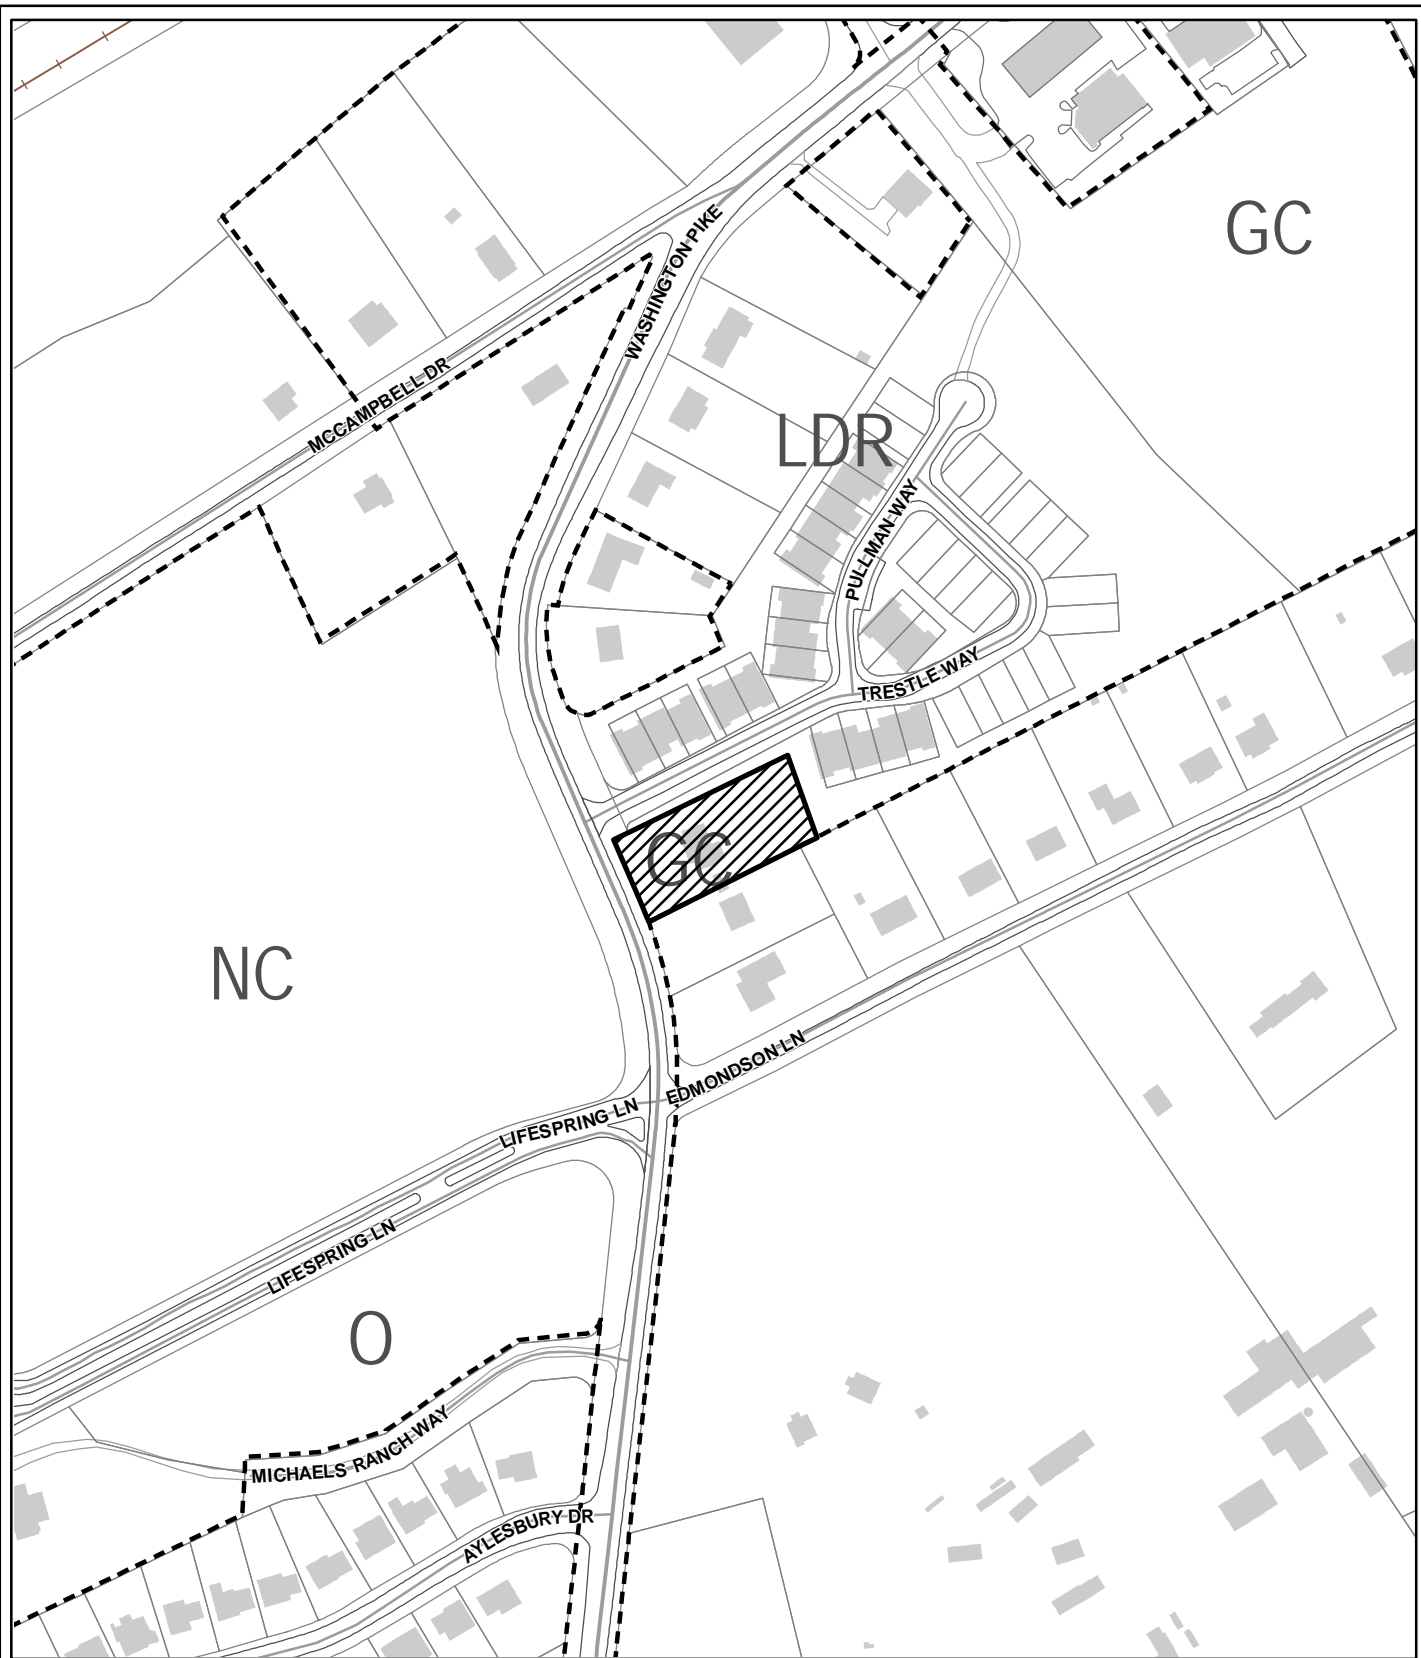 GC
WASHINGTON PIKE
MCCAMPBELL DR
LDR
PULLMAN WAY
TRESTLE WAY
GC
NC
EDMONDSON LN
LIFESPRING LN
LIFESPRING LN
O
MICHAELS RANCH WAY
AYLESBURY DR